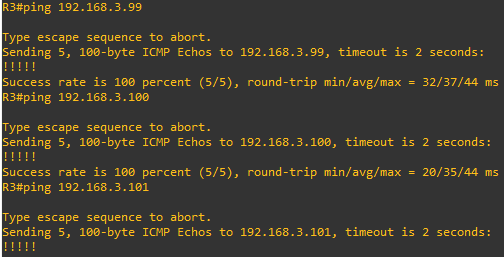 R3#ping 192.168.3.99
Type escape sequence to abort.
Sending 5, 100-byte ICMP Echos to 192.168.3.99, timeout is 2 seconds:
!!!!!
Success rate is 100 percent (5/5), round-trip min/avg/max = 32/37/44 ms
R3#ping 192.168.3.100
Type escape sequence to abort.
Sending 5, 100-byte ICMP Echos to 192.168.3.100, timeout is 2 seconds:
!!!!!
Success rate is 100 percent (5/5), round-trip min/avg/max = 20/35/44 ms
R3#ping 192.168.3.101
Type escape sequence to abort.
Sending 5, 100-byte ICMP Echos to 192.168.3.101, timeout is 2 seconds:
!!!!!